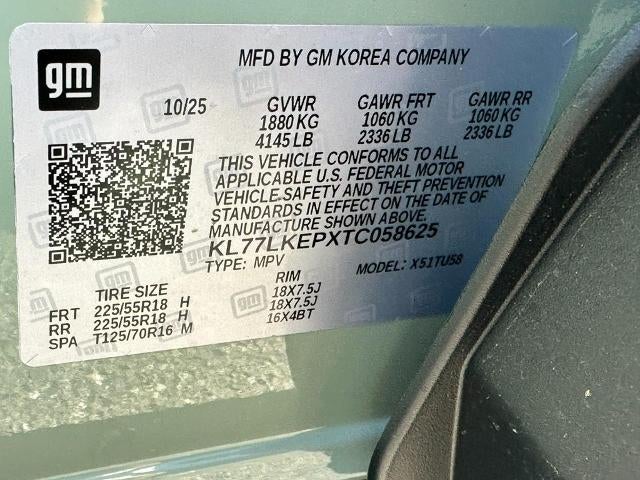 gm
MFD BY GM KOREA COMPANY
10/25 GVWR GAWR FRT GAWR RR
1880 KG 1060 KG 1060 KG
4145 LB 2336 LB 2336 LB
THIS VEHICLE CONFORMS TO ALL
APPLICABLE U.S. FEDERAL MOTOR
VEHICLE SAFETY AND THEFT PREVENTION
STANDARDS IN EFFECT ON THE DATE OF
MANUFACTURE SHOWN ABOVE.
KL77LKEPXTC058625
TYPE: MPV MODEL: X51TU58
TIRE SIZE RIM
FRT 225/55R18 H 18X7.5J
RR 225/55R18 H 18X7.5J
SPA T125/70R16 M 16X4BT